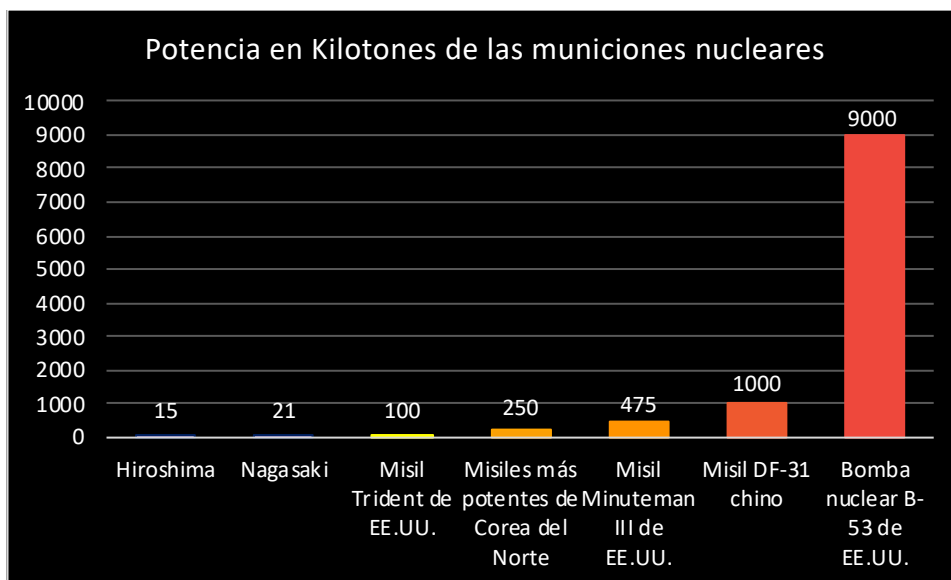 Potencia en Kilotones de las municiones nucleares
10000
9000
8000
7000
6000
5000
4000
3000
2000
1000
0
15
21
100
250
475
1000
9000
Hiroshima
Nagasaki
Misil
Trident de
EE.UU.
Misiles más
potentes de
Corea del
Norte
Misil
Minuteman
III de
EE.UU.
Misil DF-31
chino
Bomba
nuclear B-
53 de
EE.UU.